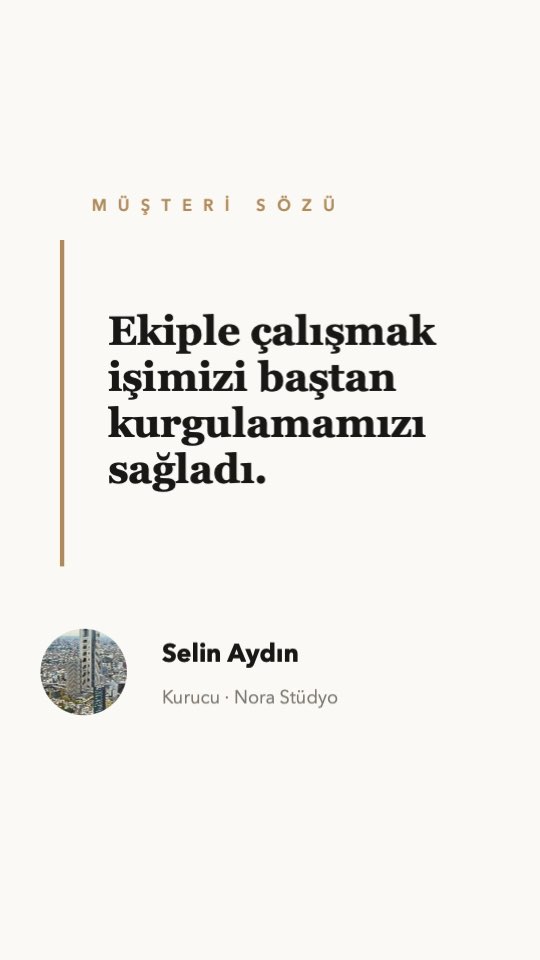 MÜŞTERİ SÖZÜ
Ekiple çalışmak
işimizi baştan
kurgulamamızı
sağladı.
Selin Aydın
Kurucu · Nora Stüdyo